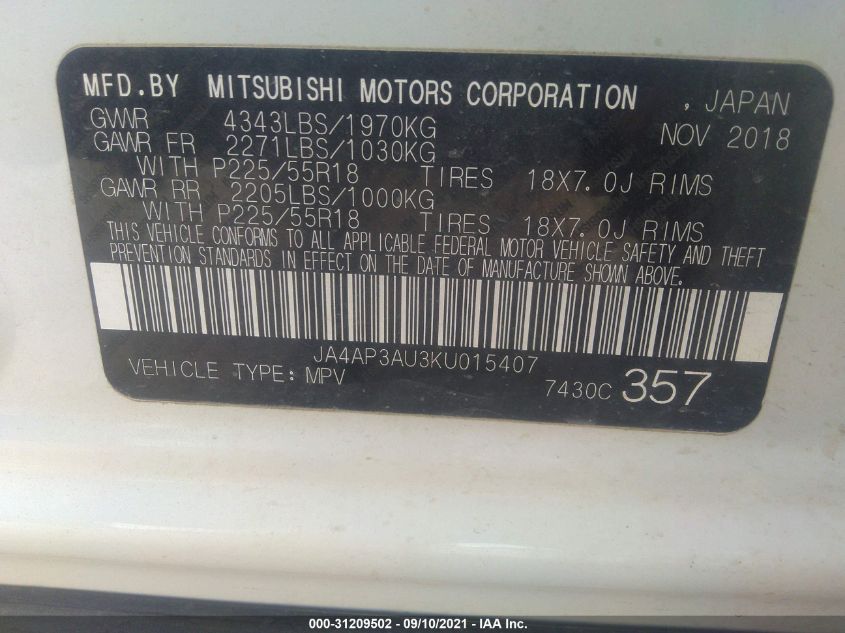 MFD.BY MITSUBISHI MOTORS CORPORATION , JAPAN
GVWR 4343LBS/1970KG NOV 2018
GAWR FR 2271LBS/1030KG
WITH P225/55R18 TIRES 18X7.0J RIMS
GAWR RR 2205LBS/1000KG
WITH P225/55R18 TIRES 18X7.0J RIMS
THIS VEHICLE CONFORMS TO ALL APPLICABLE FEDERAL MOTOR VEHICLE SAFETY AND THEFT
PREVENTION STANDARDS IN EFFECT ON THE DATE OF MANUFACTURE SHOWN ABOVE.
JA4AP3AU3KU015407
VEHICLE TYPE: MPV 7430C 357
000-31209502 - 09/10/2021 - IAA Inc.